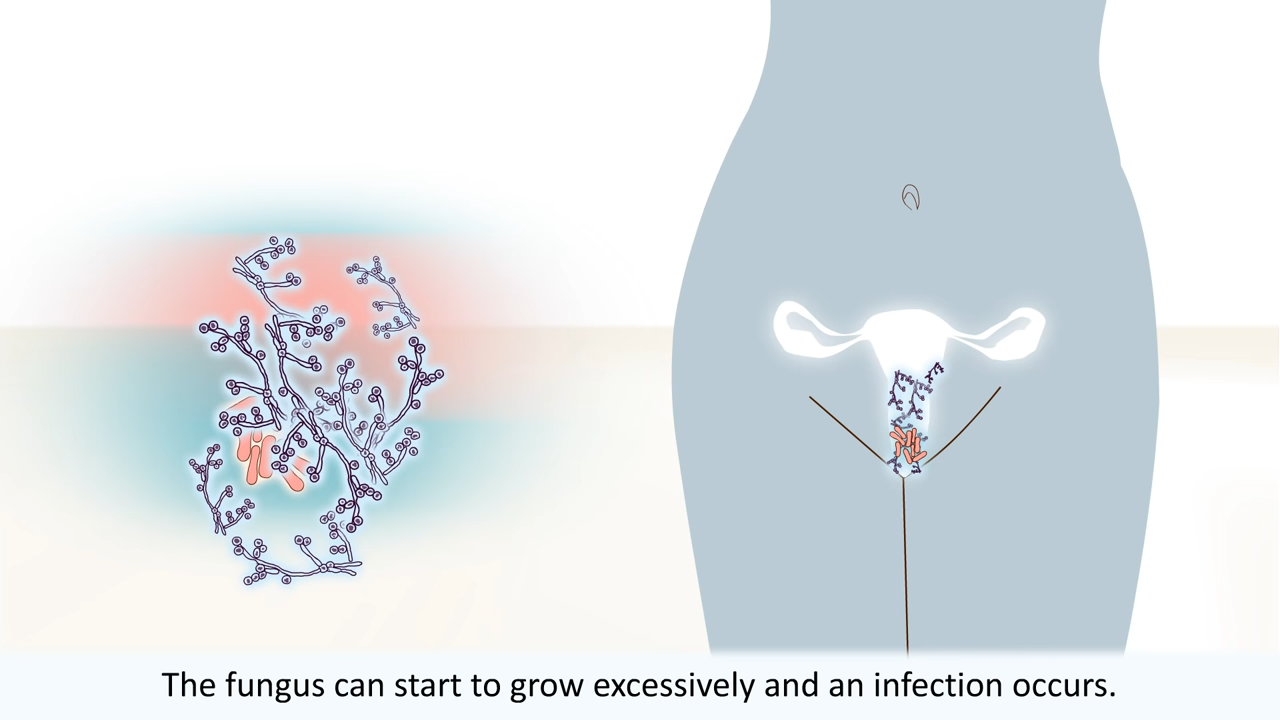 The fungus can start to grow excessively and an infection occurs.